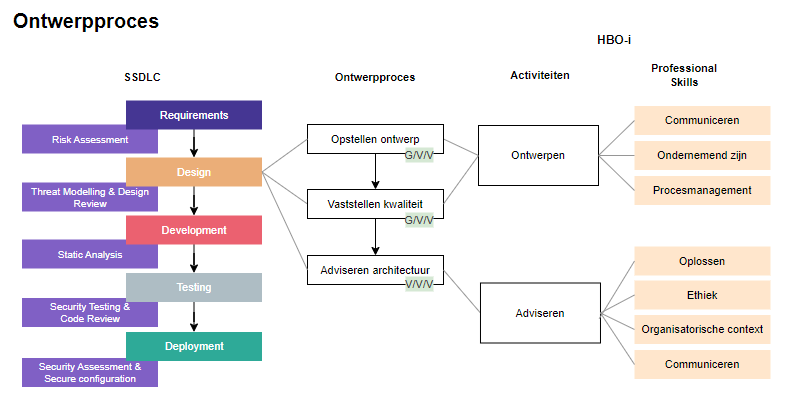 Ontwerpproces
HBO-i
SSDLC
Ontwerpproces
Activiteiten
Professional
Skills
Requirements
Risk Assessment
Design
Threat Modelling & Design
Review
Development
Static Analysis
Testing
Security Testing &
Code Review
Deployment
Security Assessment &
Secure configuration
Opstellen ontwerp
G/V/V
Vaststellen kwaliteit
G/V/V
Adviseren architectuur
V/V/V
Ontwerpen
Adviseren
Communiceren
Ondernemend zijn
Procesmanagement
Oplossen
Ethiek
Organisatorische context
Communiceren